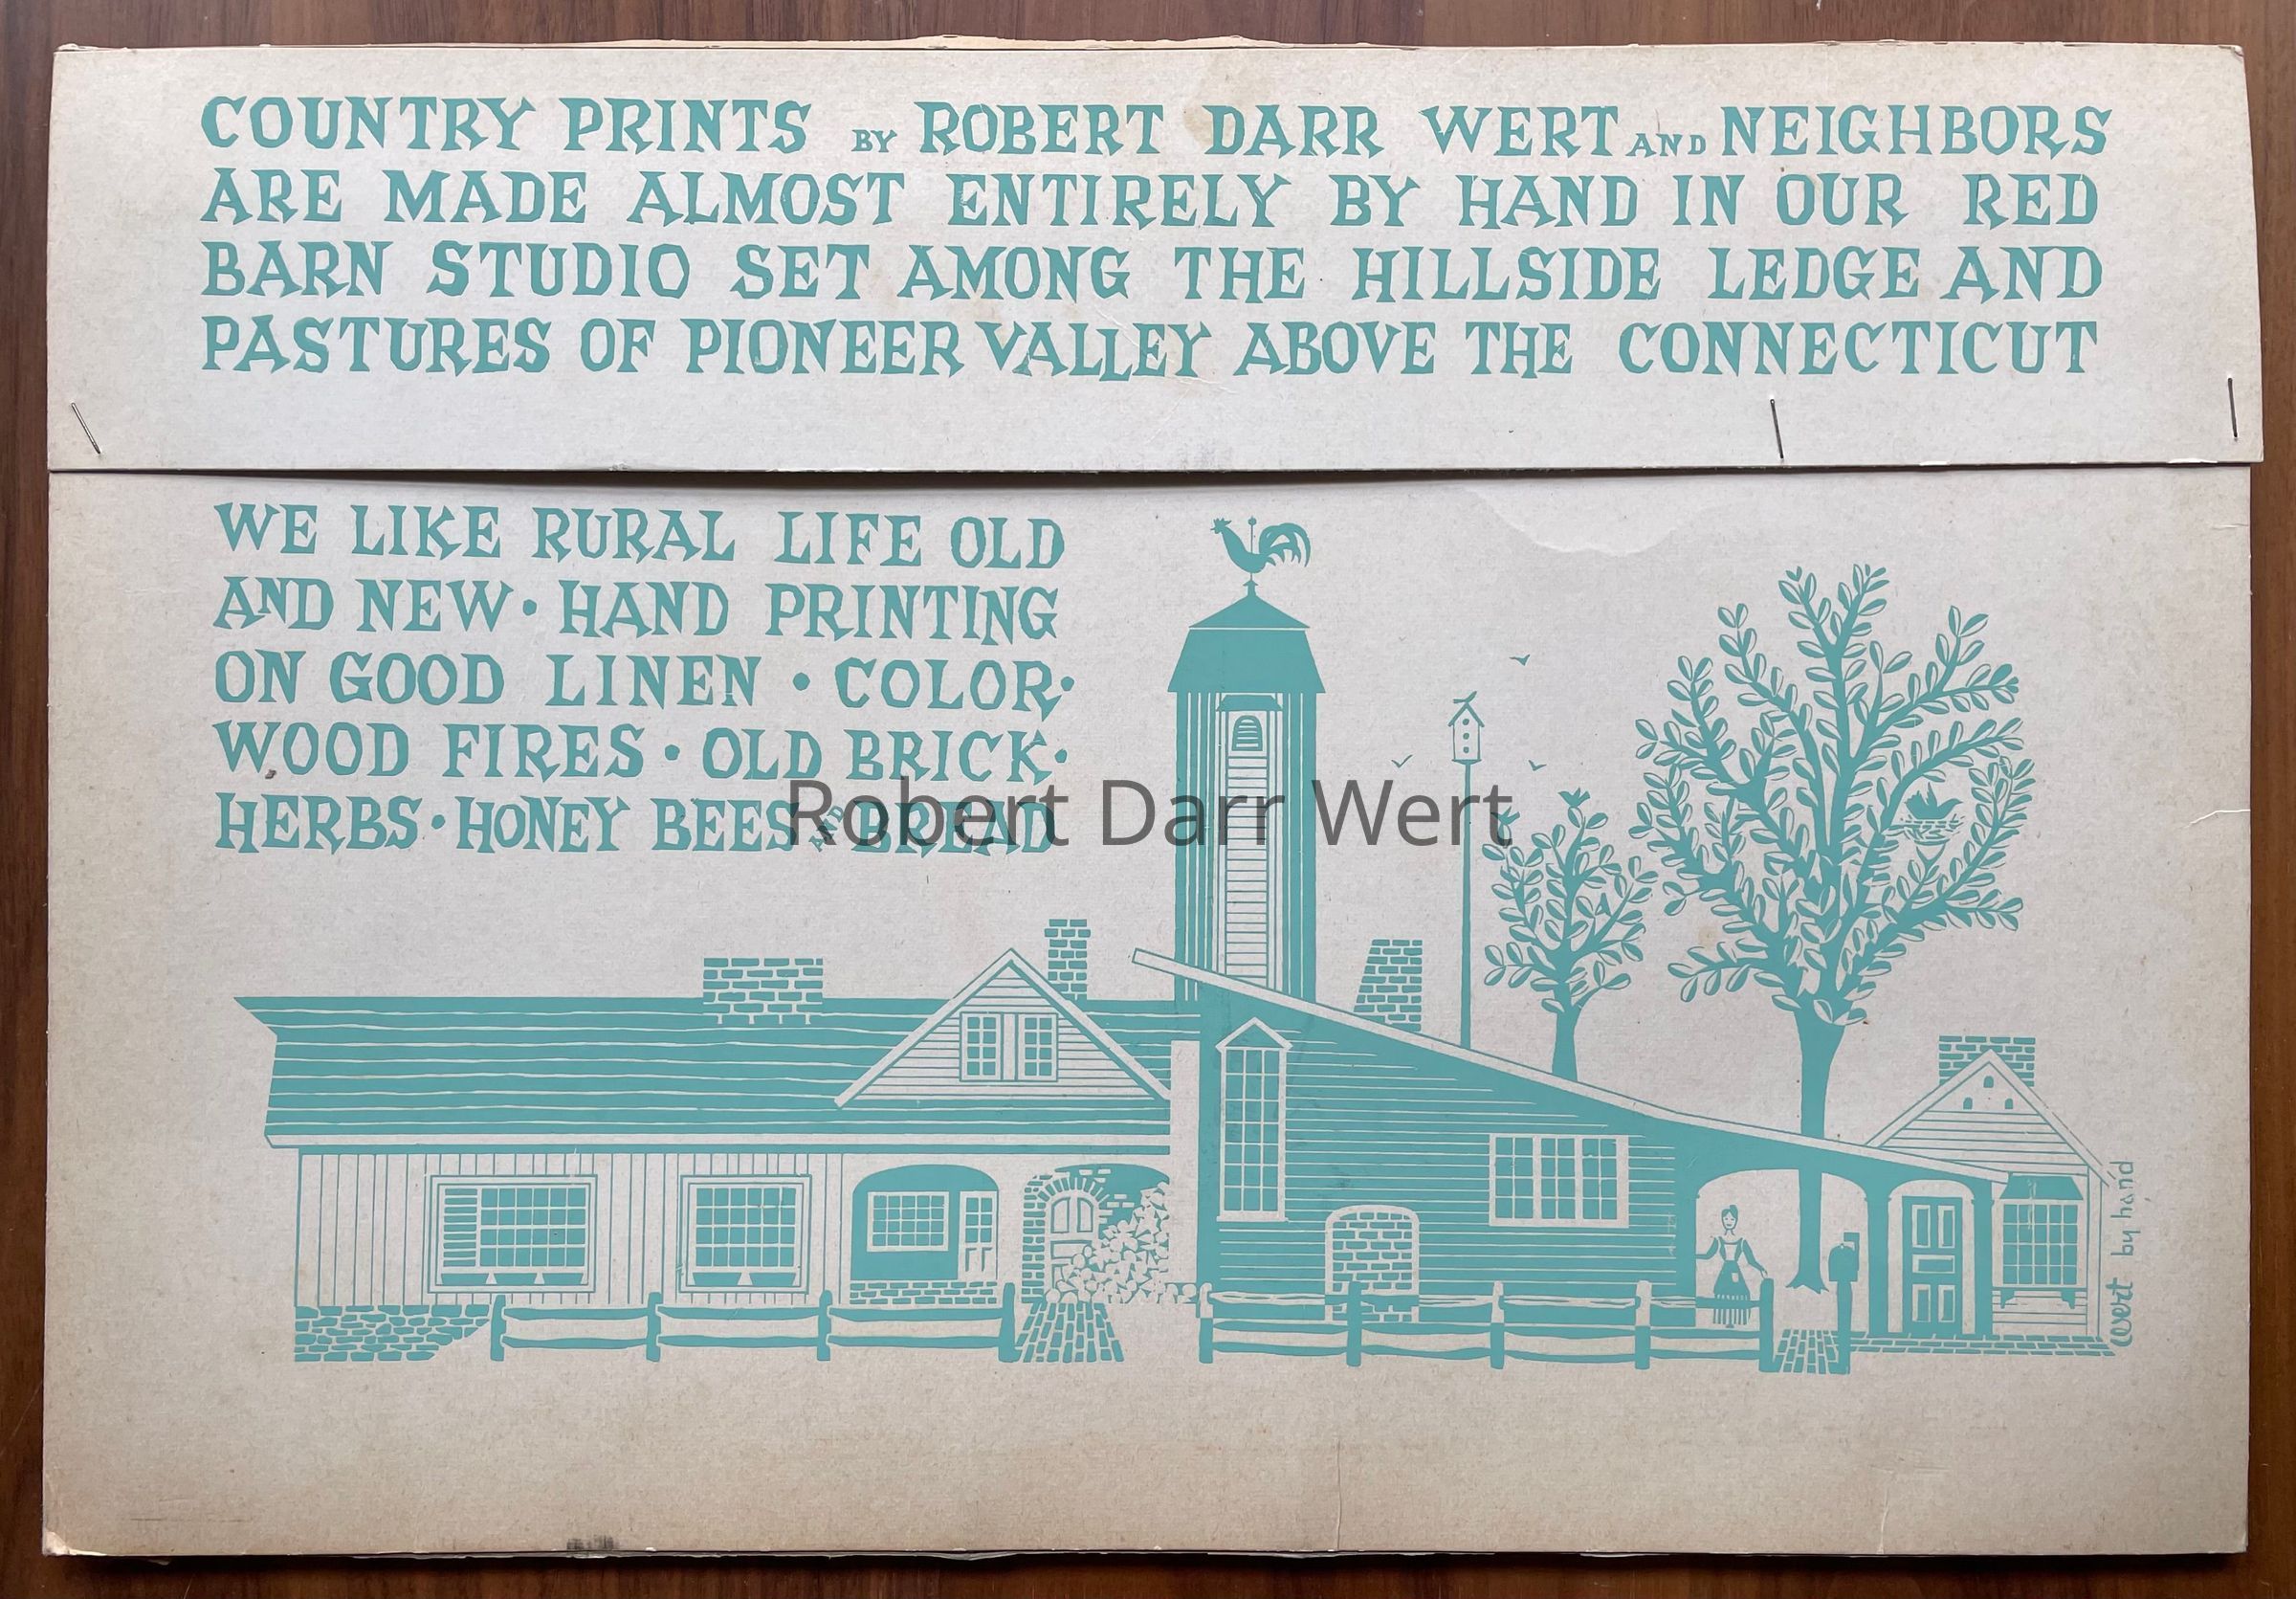 COUNTRY PRINTS BY ROBERT DARR WERT AND NEIGHBORS
ARE MADE ALMOST ENTIRELY BY HAND IN OUR RED
BARN STUDIO SET AMONG THE HILLSIDE LEDGE AND
PASTURES OF PIONEER VALLEY ABOVE THE CONNECTICUT
WE LIKE RURAL LIFE OLD
AND NEW • HAND PRINTING
ON GOOD LINEN • COLOR •
WOOD FIRES • OLD BRICK •
HERBS • HONEY BEES AND BREAD
Robert Darr Wert
wert by hand